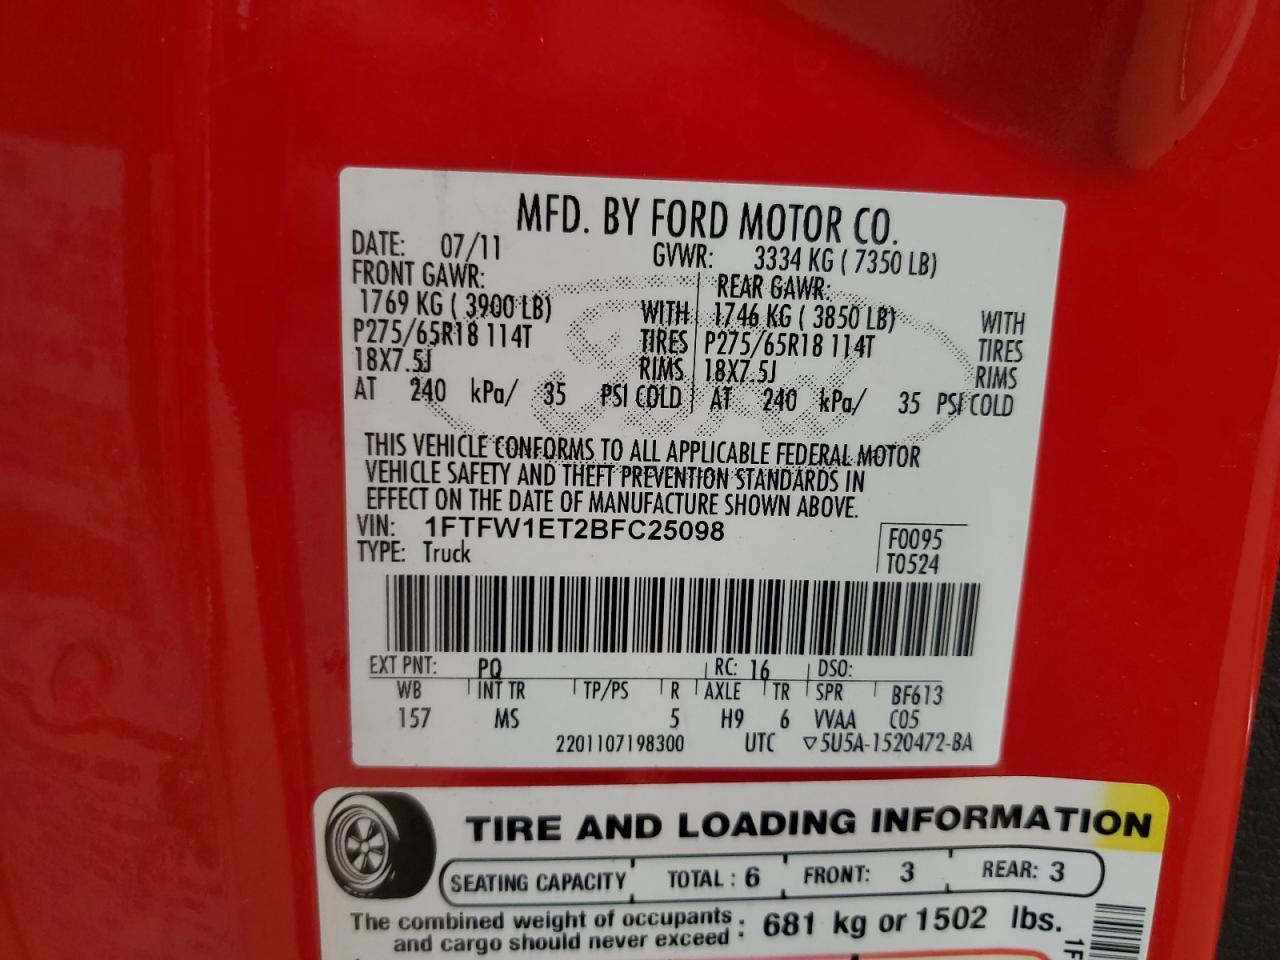 MFD. BY FORD MOTOR CO.
DATE: 07/11 GVWR: 3334 KG ( 7350 LB)
FRONT GAWR: REAR GAWR:
1769 KG ( 3900 LB) WITH 1746 KG ( 3850 LB) WITH
P275/65R18 114T TIRES P275/65R18 114T TIRES
18X7.5J RIMS 18X7.5J RIMS
AT 240 kPa/ 35 PSI COLD AT 240 kPa/ 35 PSI COLD
THIS VEHICLE CONFORMS TO ALL APPLICABLE FEDERAL MOTOR
VEHICLE SAFETY AND THEFT PREVENTION STANDARDS IN
EFFECT ON THE DATE OF MANUFACTURE SHOWN ABOVE.
VIN: 1FTFW1ET2BFC25098 F0095
TYPE: Truck T0524
EXT PNT: PQ RC: 16 DSO:
WB INT TR TP/PS R AXLE TR SPR BF613
157 MS 5 H9 6 VVAA C05
2201107198300 UTC ▽5U5A-1520472-BA
TIRE AND LOADING INFORMATION
SEATING CAPACITY TOTAL : 6 FRONT: 3 REAR: 3
The combined weight of occupants
and cargo should never exceed : 681 kg or 1502 lbs.
1F